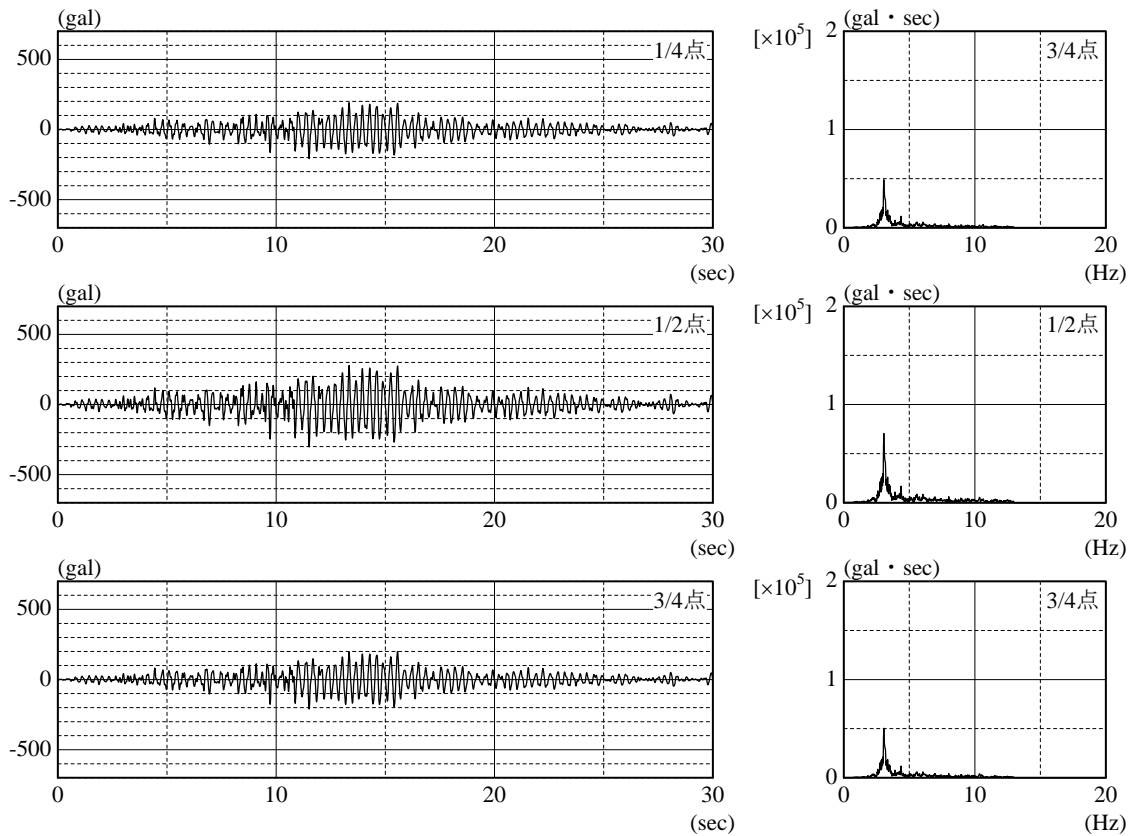 (gal)
500
0
-500
1/4点
0 10 20 30
(sec)
(gal・sec)
[×10⁵] 2
1
0
3/4点
0 10 20
(Hz)
(gal)
500
0
-500
1/2点
0 10 20 30
(sec)
(gal・sec)
[×10⁵] 2
1
0
1/2点
0 10 20
(Hz)
(gal)
500
0
-500
3/4点
0 10 20 30
(sec)
(gal・sec)
[×10⁵] 2
1
0
3/4点
0 10 20
(Hz)